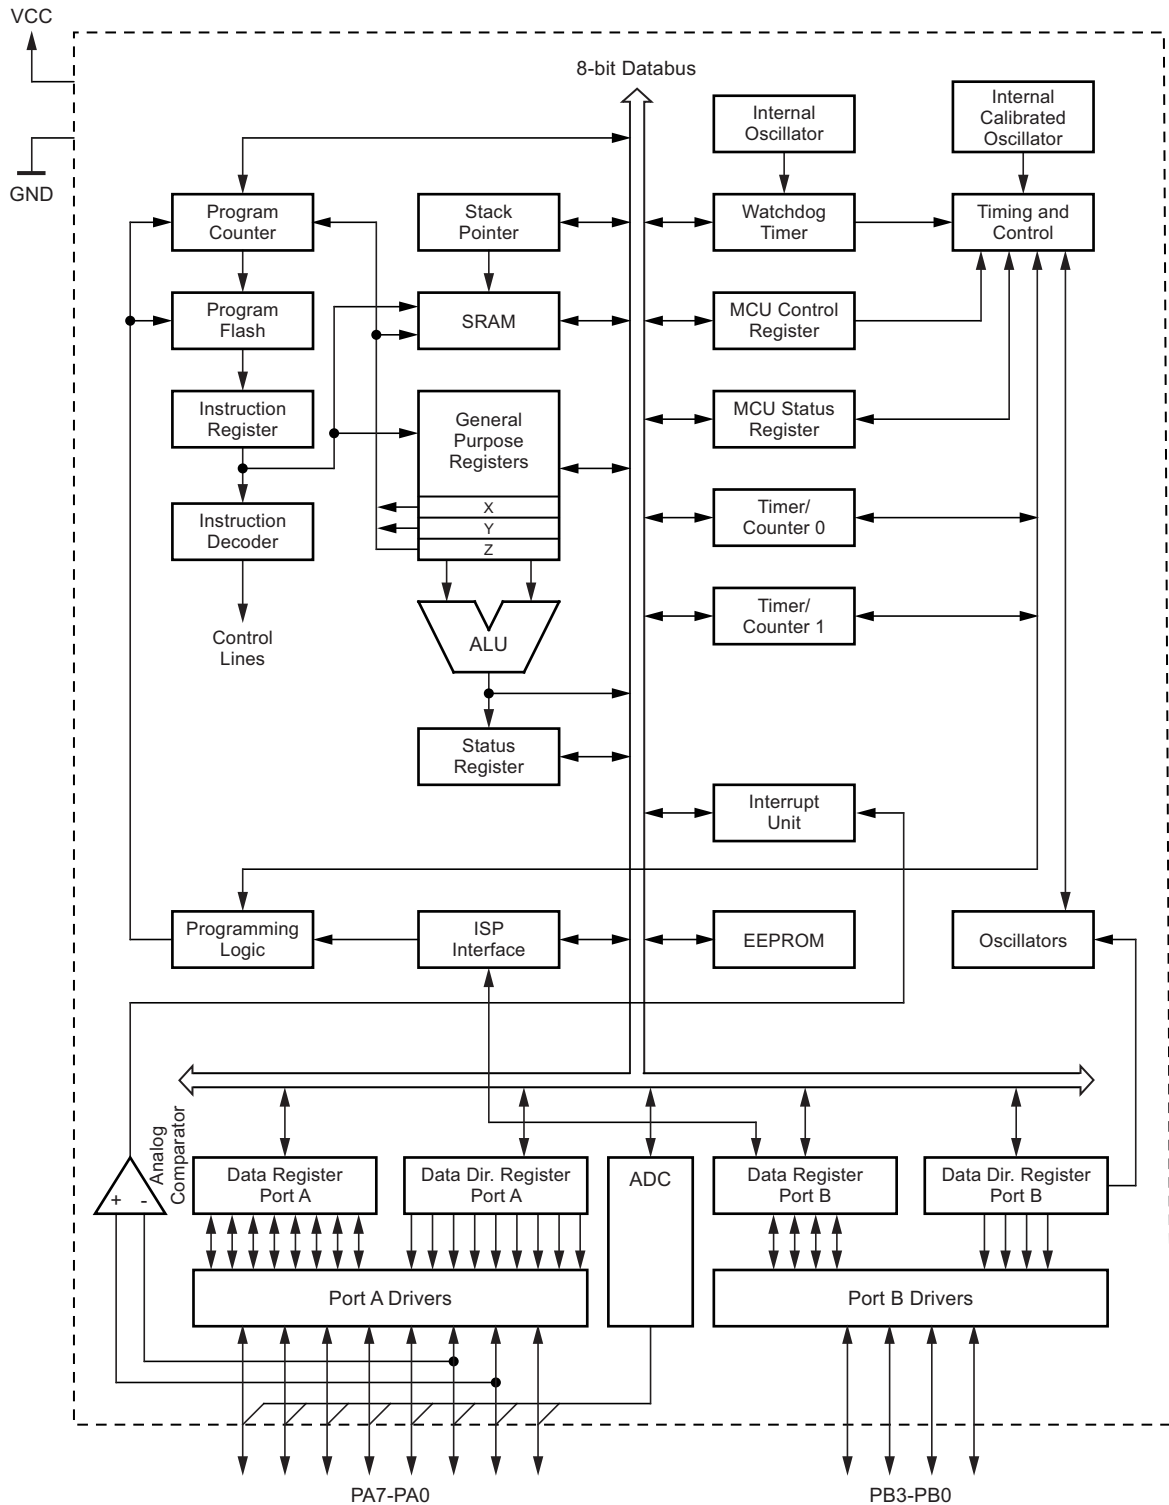 VCC
8-bit Databus
GND
Internal
Oscillator
Internal
Calibrated
Oscillator
Program
Counter
Stack
Pointer
Watchdog
Timer
Timing and
Control
Program
Flash
SRAM
MCU Control
Register
Instruction
Register
General
Purpose
Registers
X
Y
Z
MCU Status
Register
Instruction
Decoder
Timer/
Counter 0
Control
Lines
ALU
Timer/
Counter 1
Status
Register
Interrupt
Unit
Programming
Logic
ISP
Interface
EEPROM
Oscillators
Analog
Comparator
+ -
Data Register
Port A
Data Dir. Register
Port A
ADC
Data Register
Port B
Data Dir. Register
Port B
Port A Drivers
Port B Drivers
PA7-PA0
PB3-PB0